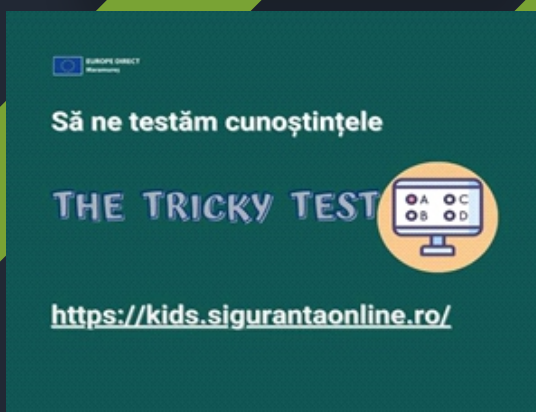 EUROPE DIRECT
Maramureș
Să ne testăm cunoștințele
THE TRICKY TEST
A C
B D
https://kids.sigurantaonline.ro/